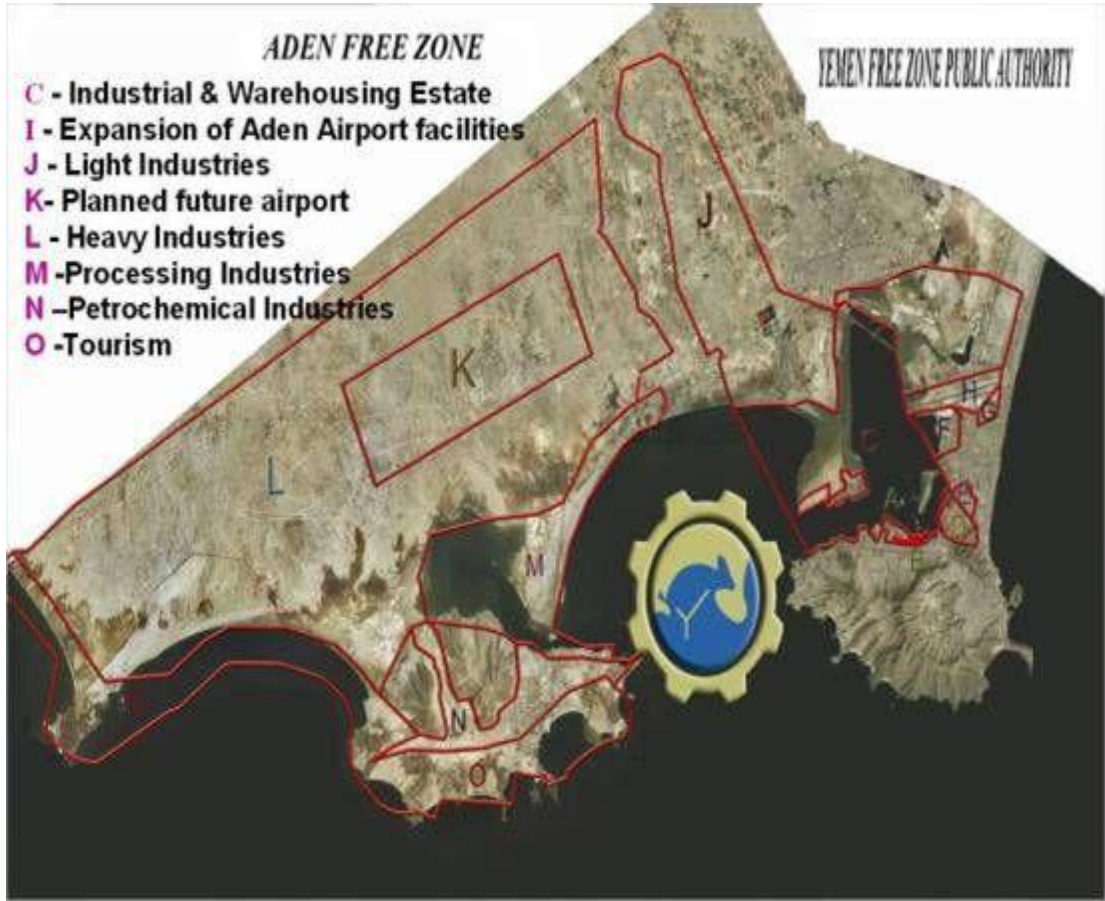 ADEN FREE ZONE
YEMEN FREE ZONE PUBLIC AUTHORITY
C - Industrial & Warehousing Estate
I - Expansion of Aden Airport facilities
J - Light Industries
K- Planned future airport
L - Heavy Industries
M -Processing Industries
N –Petrochemical Industries
O -Tourism
J
A
K
H
G
F
C
L
M
E
N
O